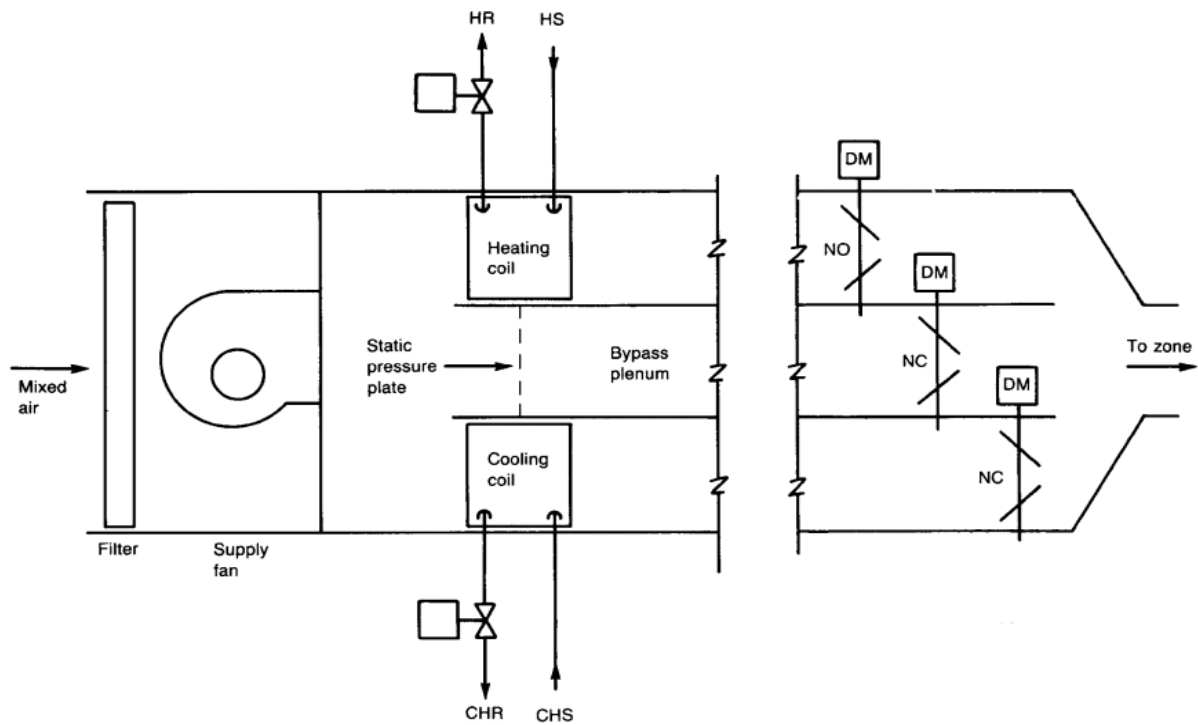 HR
HS
DM
Heating
coil
NO
DM
Static
pressure
plate
Bypass
plenum
NC
To zone
Mixed
air
DM
Cooling
coil
NC
Filter
Supply
fan
CHR
CHS